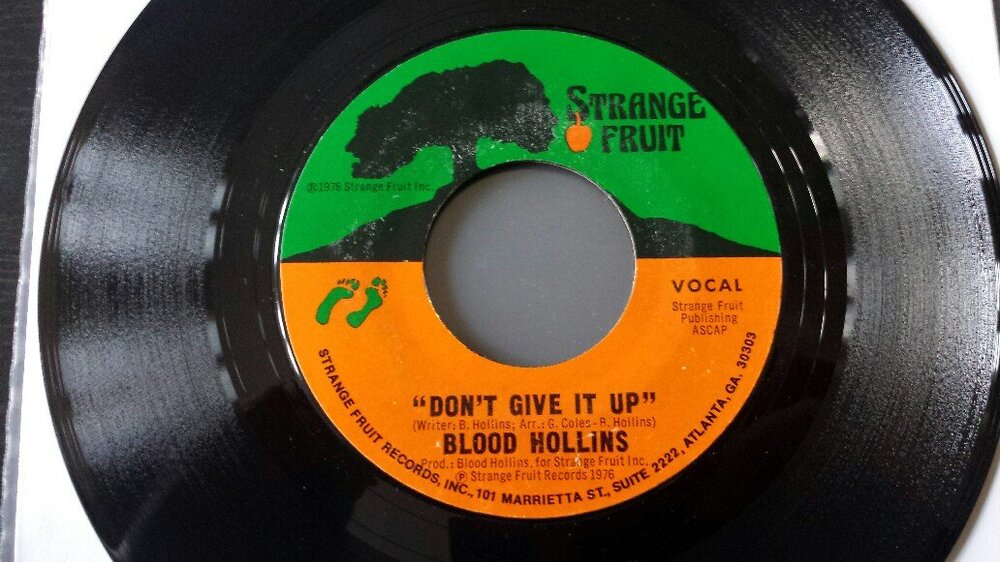 STRANGE
FRUIT
℗1976 Strange Fruit Inc.
VOCAL
Strange Fruit
Publishing
ASCAP
"DON'T GIVE IT UP"
(Writer: B. Hollins; Arr.: G. Coles-B. Hollins)
BLOOD HOLLINS
Prod.: Blood Hollins, for Strange Fruit Inc.
℗ Strange Fruit Records 1976
STRANGE FRUIT RECORDS, INC., 101 MARRIETTA ST., SUITE 2222, ATLANTA, GA. 30303